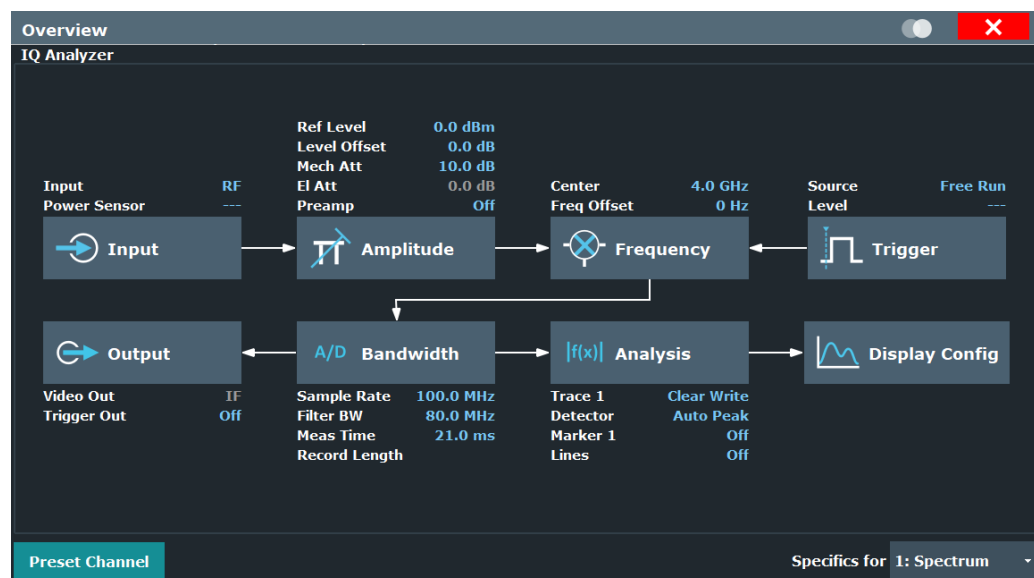 Overview
IQ Analyzer
Ref Level 0.0 dBm
Level Offset 0.0 dB
Mech Att 10.0 dB
Input RF El Att 0.0 dB Center 4.0 GHz Source Free Run
Power Sensor --- Preamp Off Freq Offset 0 Hz Level ---
Input Amplitude Frequency Trigger
Output A/D Bandwidth |f(x)| Analysis Display Config
Video Out IF Sample Rate 100.0 MHz Trace 1 Clear Write
Trigger Out Off Filter BW 80.0 MHz Detector Auto Peak
Meas Time 21.0 ms Marker 1 Off
Record Length Lines Off
Preset Channel Specifics for 1: Spectrum